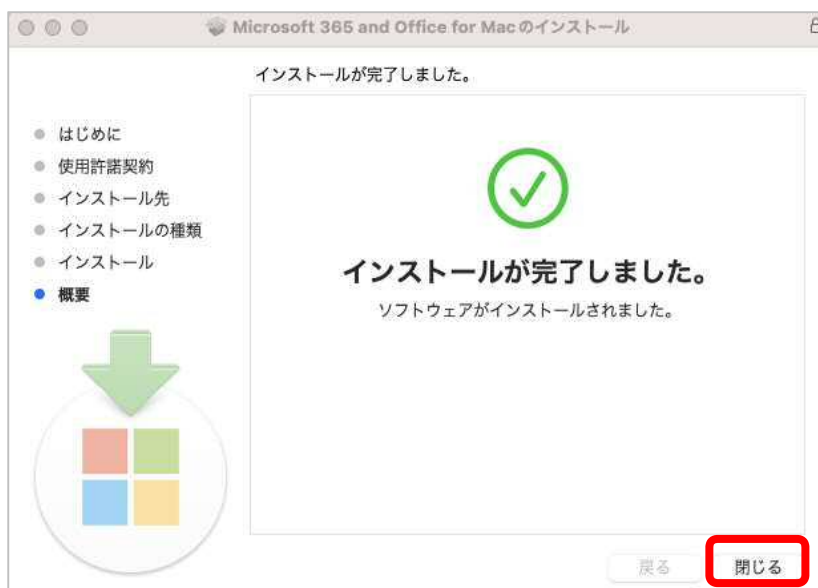 Microsoft 365 and Office for Macのインストール
インストールが完了しました。
はじめに
使用許諾契約
インストール先
インストールの種類
インストール
概要
インストールが完了しました。
ソフトウェアがインストールされました。
戻る
閉じる